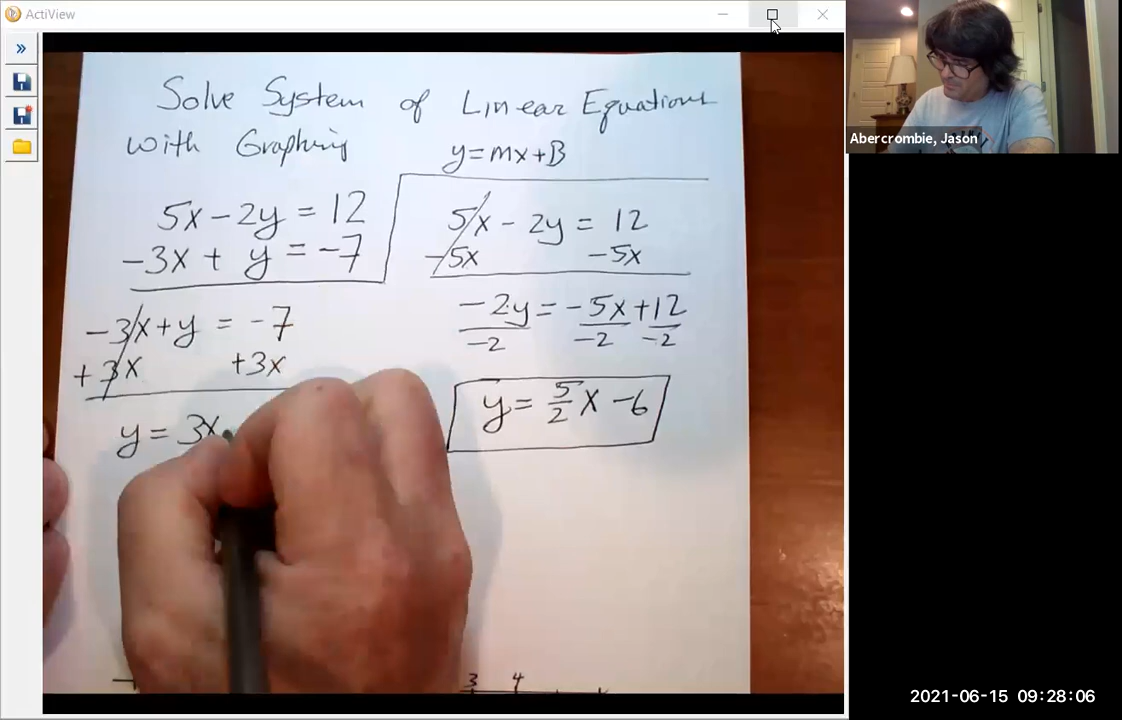 ActiView
Solve System of Linear Equations
with Graphing
y=mx+B
5x-2y=12
-3x+y=-7
5x-2y=12
-5x -5x
-2y=-5x+12
-2 -2 -2
y=5/2x-6
-3x+y=-7
+3x +3x
y=3x
3 4
Abercrombie, Jason
2021-06-15 09:28:06